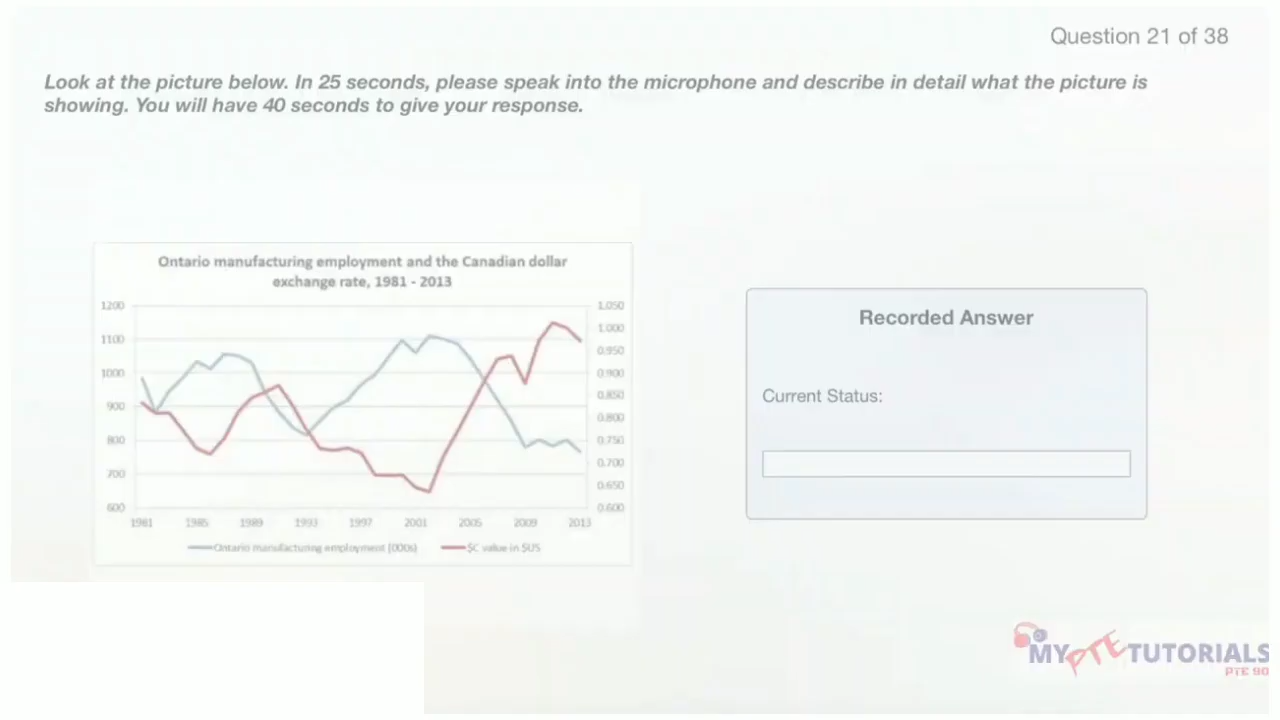 Question 21 of 38
Look at the picture below. In 25 seconds, please speak into the microphone and describe in detail what the picture is
showing. You will have 40 seconds to give your response.
Ontario manufacturing employment and the Canadian dollar
exchange rate, 1981 - 2013
1200
1100
1000
900
800
700
600
1.050
1.000
0.950
0.900
0.850
0.800
0.750
0.700
0.650
0.600
1981 1985 1989 1993 1997 2001 2005 2009 2013
Ontario manufacturing employment (000s) $C value in $US
Recorded Answer
Current Status:
MY PTE TUTORIALS
PTE 90